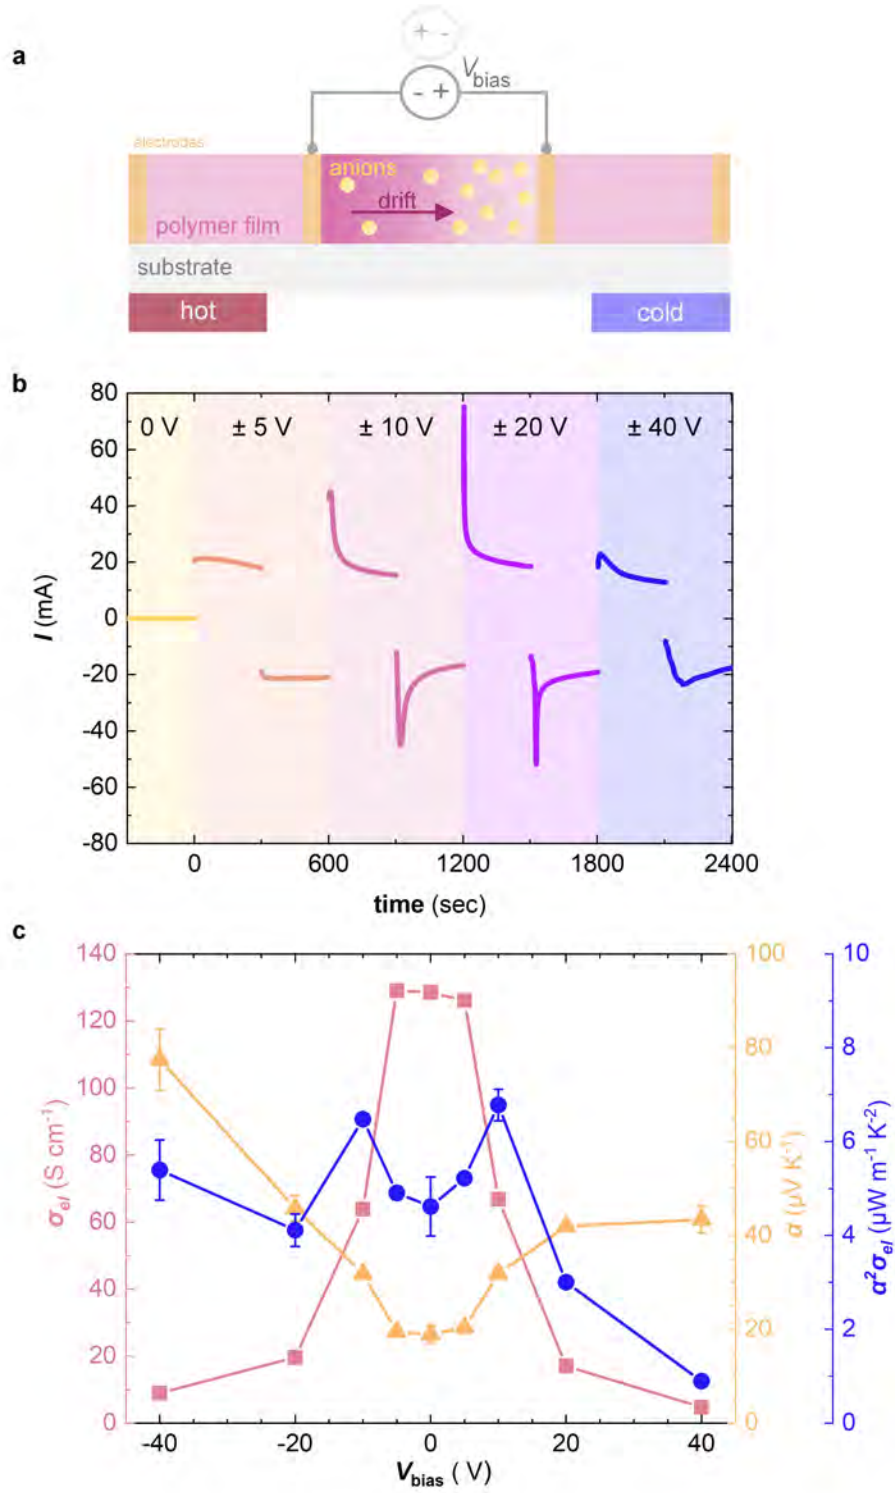 a
+ -
V bias
- +
electrodes
anions
drift
polymer film
substrate
hot
cold
b
80
0 V
± 5 V
± 10 V
± 20 V
± 40 V
60
40
20
0
-20
-40
-60
-80
I (mA)
0
600
1200
1800
2400
time (sec)
c
140
120
100
80
60
40
20
0
σel (S cm⁻¹)
100
80
60
40
20
0
α (µV K⁻¹)
10
8
6
4
2
0
α²σel (µW m⁻¹ K⁻²)
-40
-20
0
20
40
Vbias ( V)